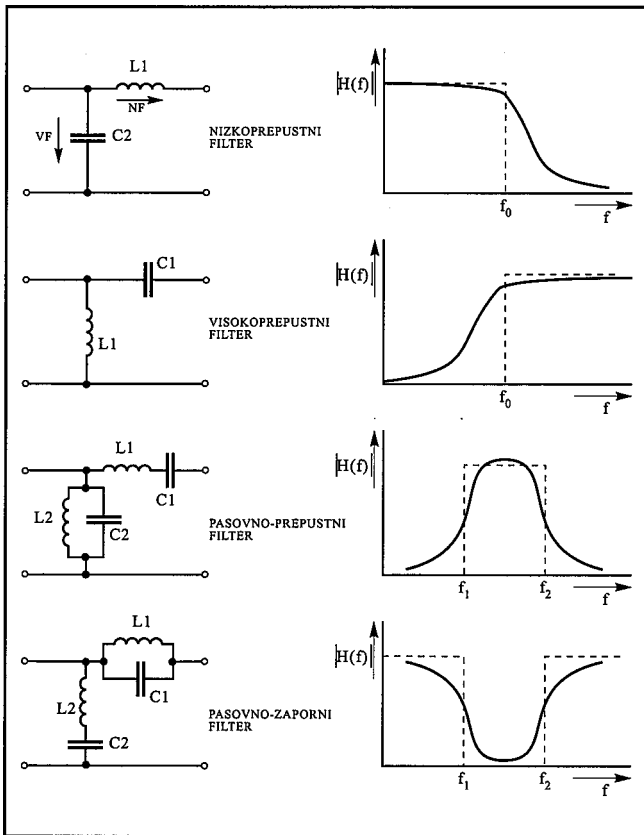 L1
NF
VF
C2
NIZKOPREPUSTNI
FILTER
|H(f)|
f0
f
C1
L1
VISOKOPREPUSTNI
FILTER
|H(f)|
f0
f
L1
C1
L2
C2
PASOVNO-PREPUSTNI
FILTER
|H(f)|
f1
f2
f
L1
C1
L2
C2
PASOVNO-ZAPORNI
FILTER
|H(f)|
f1
f2
f